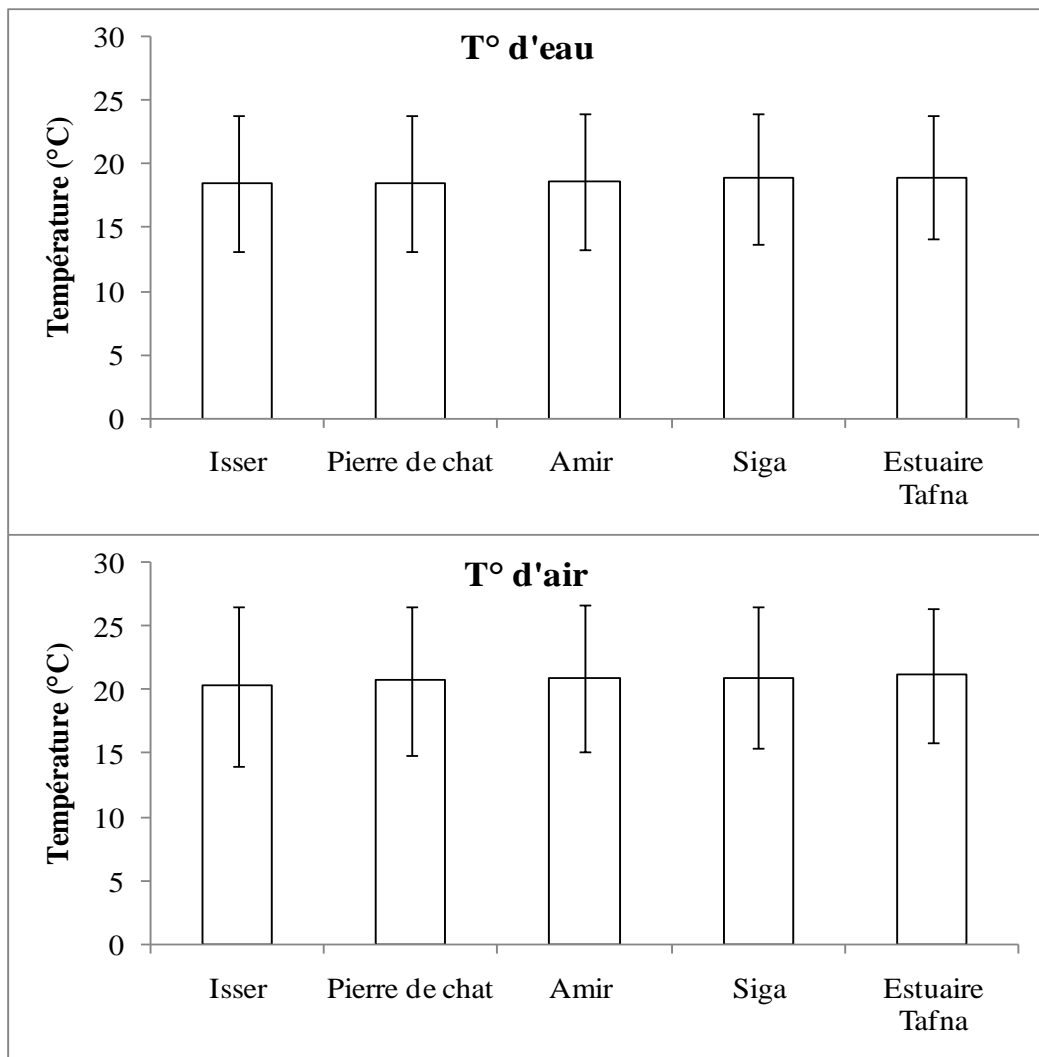 T° d'eau
Température (°C)
30
25
20
15
10
5
0
Isser
Pierre de chat
Amir
Siga
Estuaire
Tafna
T° d'air
Température (°C)
30
25
20
15
10
5
0
Isser
Pierre de chat
Amir
Siga
Estuaire
Tafna